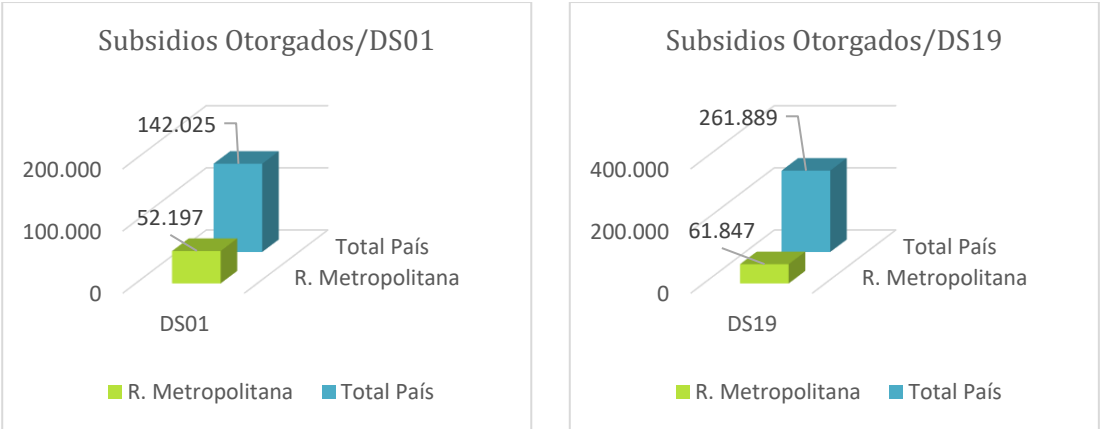 Subsidios Otorgados/DS01
142.025
200.000
52.197
100.000
Total País
R. Metropolitana
0
DS01
R. Metropolitana Total País
Subsidios Otorgados/DS19
261.889
400.000
61.847
200.000
Total País
R. Metropolitana
0
DS19
R. Metropolitana Total País